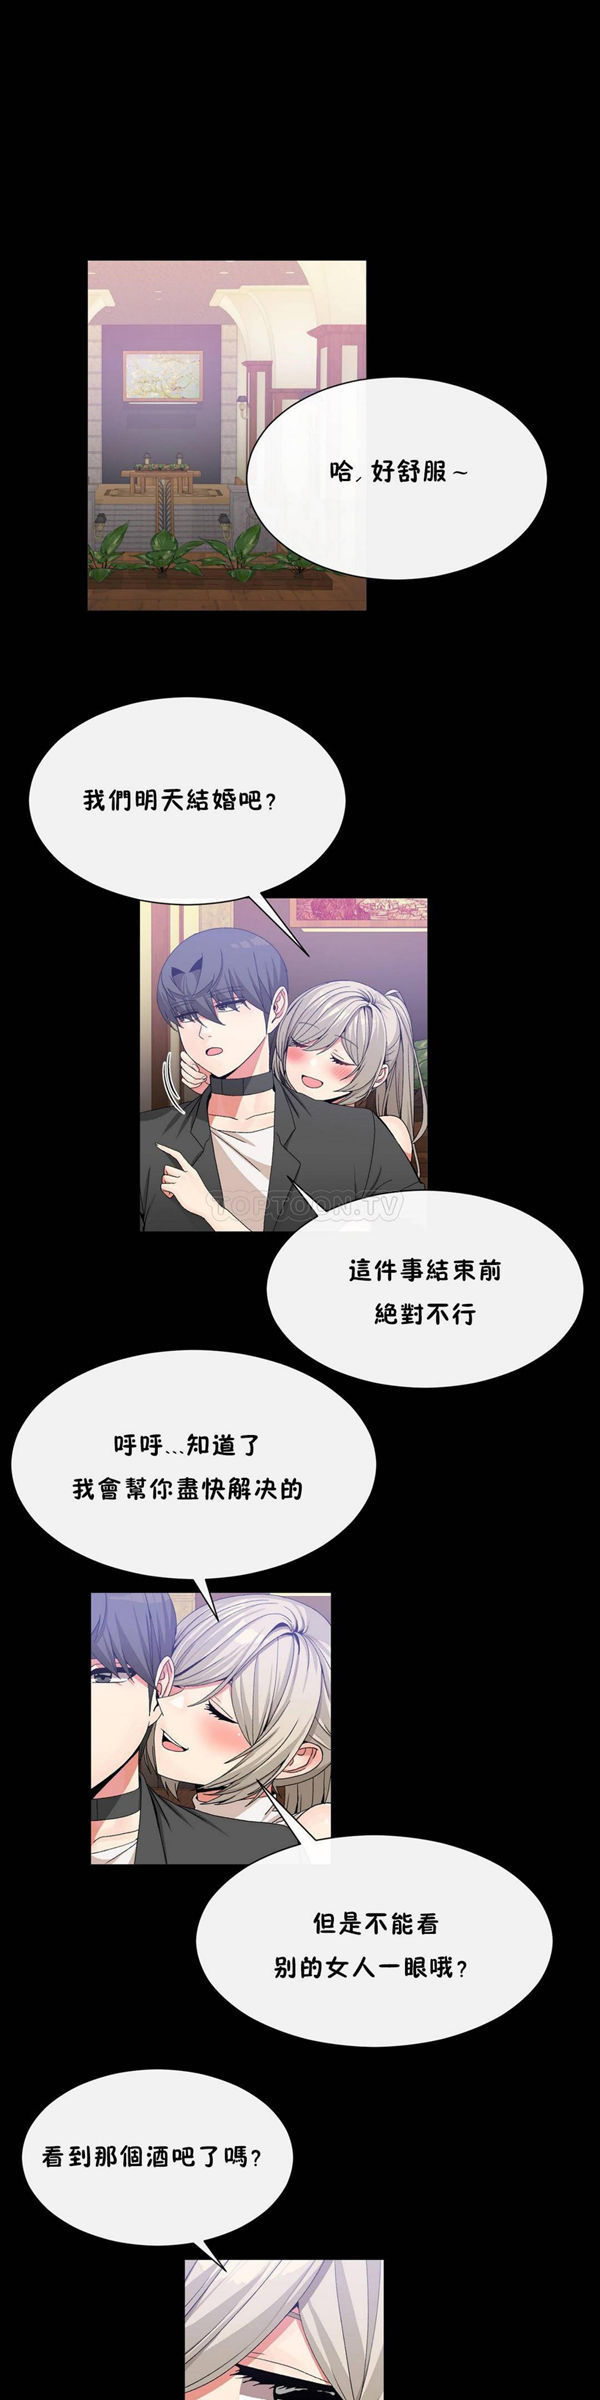 哈,好舒服~
我們明天結婚吧?
TOPTOON.TV
這件事結束前
絕對不行
呼呼...知道了
我會幫你盡快解決的
但是不能看
別的女人一眼哦?
看到那個酒吧了嗎?